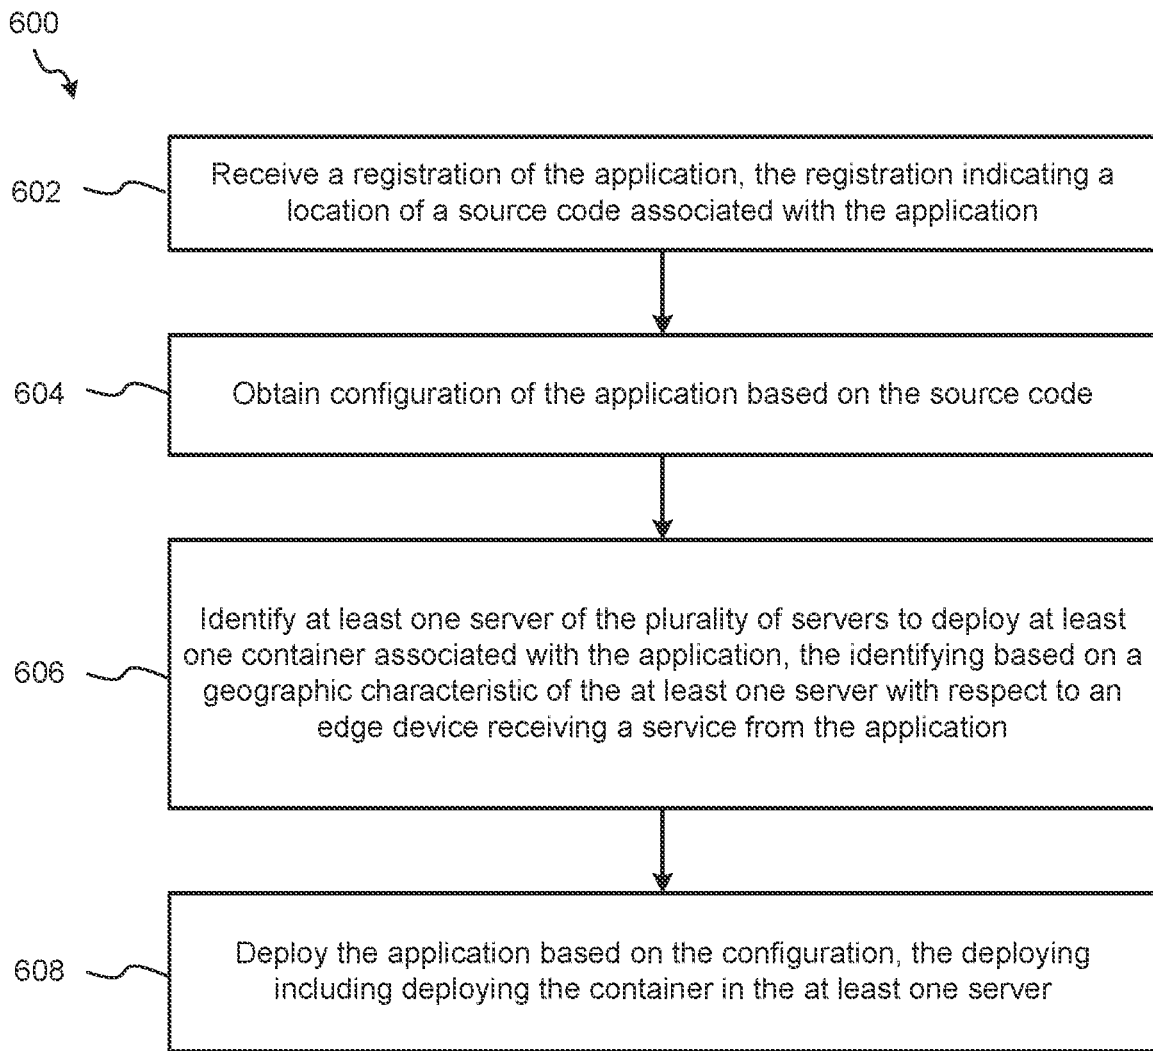 600
602
Receive a registration of the application, the registration indicating a
location of a source code associated with the application
604
Obtain configuration of the application based on the source code
606
Identify at least one server of the plurality of servers to deploy at least
one container associated with the application, the identifying based on a
geographic characteristic of the at least one server with respect to an
edge device receiving a service from the application
608
Deploy the application based on the configuration, the deploying
including deploying the container in the at least one server